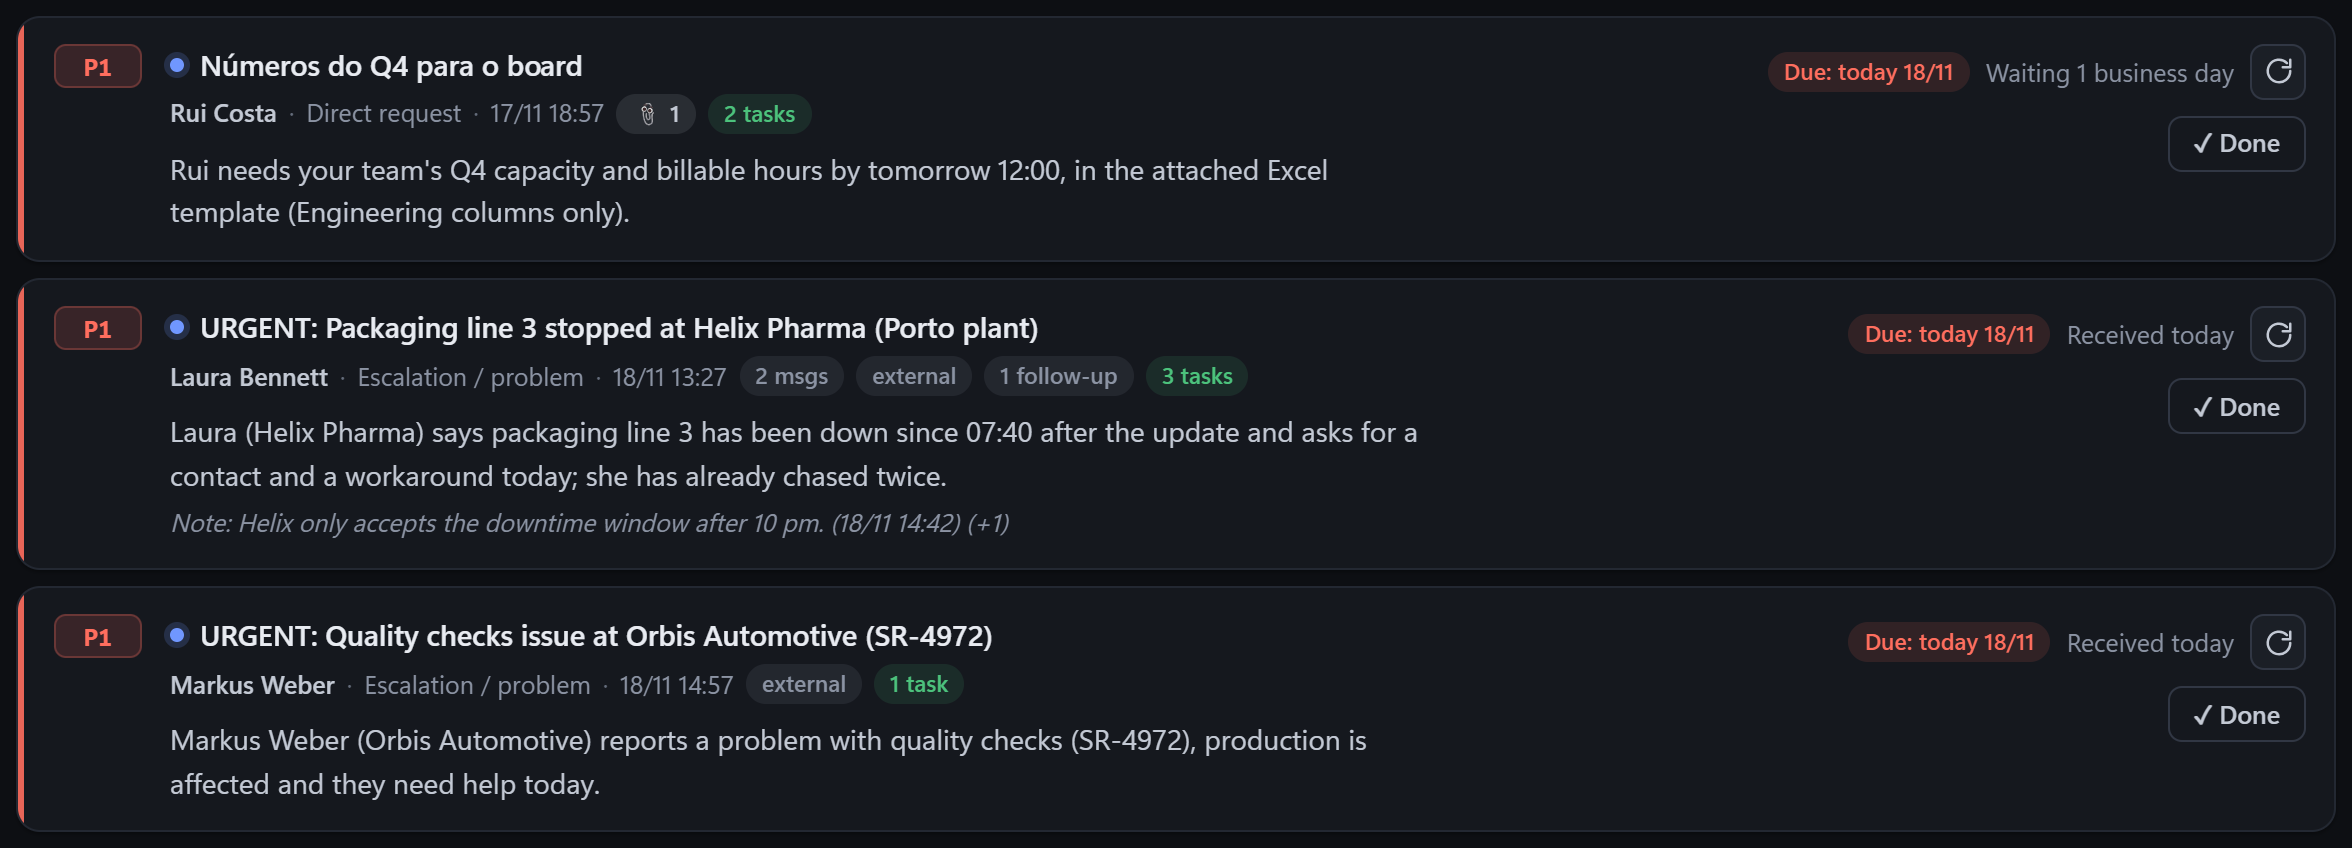 P1 Números do Q4 para o board Due: today 18/11 Waiting 1 business day
Rui Costa · Direct request · 17/11 18:57 1 2 tasks
✓ Done
Rui needs your team's Q4 capacity and billable hours by tomorrow 12:00, in the attached Excel
template (Engineering columns only).
P1 URGENT: Packaging line 3 stopped at Helix Pharma (Porto plant) Due: today 18/11 Received today
Laura Bennett · Escalation / problem · 18/11 13:27 2 msgs external 1 follow-up 3 tasks
✓ Done
Laura (Helix Pharma) says packaging line 3 has been down since 07:40 after the update and asks for a
contact and a workaround today; she has already chased twice.
Note: Helix only accepts the downtime window after 10 pm. (18/11 14:42) (+1)
P1 URGENT: Quality checks issue at Orbis Automotive (SR-4972) Due: today 18/11 Received today
Markus Weber · Escalation / problem · 18/11 14:57 external 1 task
✓ Done
Markus Weber (Orbis Automotive) reports a problem with quality checks (SR-4972), production is
affected and they need help today.